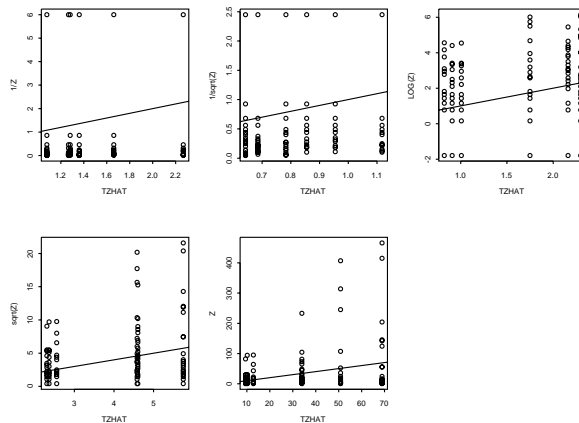 1/Z
0 1 2 3 4 5 6
1.2 1.4 1.6 1.8 2.0 2.2
TZHAT
1/sqrt(Z)
0.0 0.5 1.0 1.5 2.0 2.5
0.7 0.8 0.9 1.0 1.1
TZHAT
LOG(Z)
-2 0 2 4 6
1.0 1.5 2.0
TZHAT
sqrt(Z)
0 5 10 15 20
3 4 5
TZHAT
Z
0 100 200 300 400
10 20 30 40 50 60 70
TZHAT